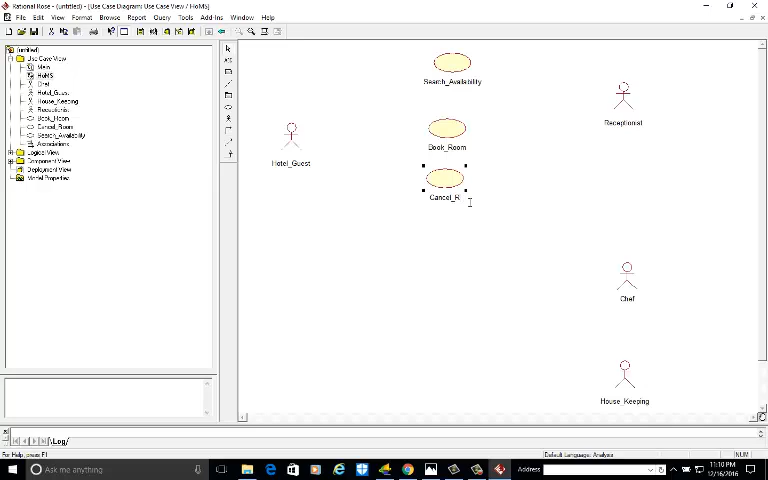 Rational Rose - (untitled) - [Use Case Diagram: Use Case View / HoMS]
File Edit View Format Browse Report Query Tools Add-Ins Window Help
(untitled)
Use Case View
Main
HoMS
Chef
Hotel_Guest
House_Keeping
Receptionist
Book_Room
Cancel_Room
Search_Availability
Associations
Logical View
Component View
Deployment View
Model Properties
ABC
Search_Availability
Receptionist
Book_Room
Hotel_Guest
Cancel_R
Chef
House_Keeping
Log
For Help, press F1
Default Language: Analysis
NUM
Ask me anything
Address
11:10 PM
12/16/2016